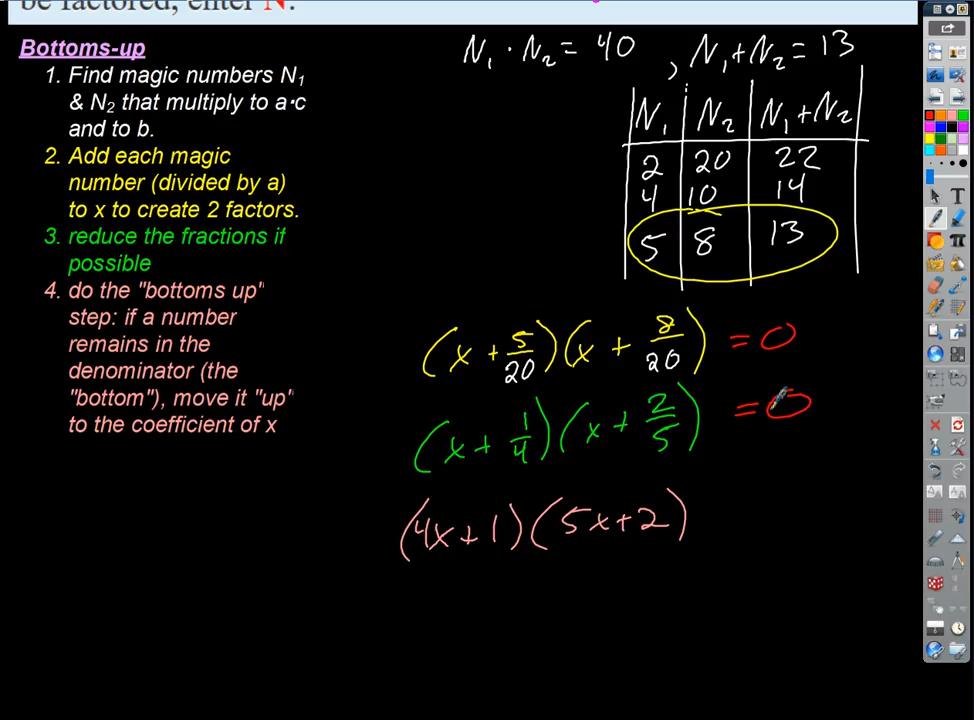 be factored, enter N.
Bottoms-up
1. Find magic numbers N₁
& N₂ that multiply to a·c
and to b.
2. Add each magic
number (divided by a)
to x to create 2 factors.
3. reduce the fractions if
possible
4. do the "bottoms up"
step: if a number
remains in the
denominator (the
"bottom"), move it "up"
to the coefficient of x
N₁ · N₂ = 40 , N₁+N₂ = 13
N₁ N₂ N₁+N₂
2 20 22
4 10 14
5 8 13
(x + 5/20)(x + 8/20) = 0
(x + 1/4)(x + 2/5) = 0
(4x+1)(5x+2)